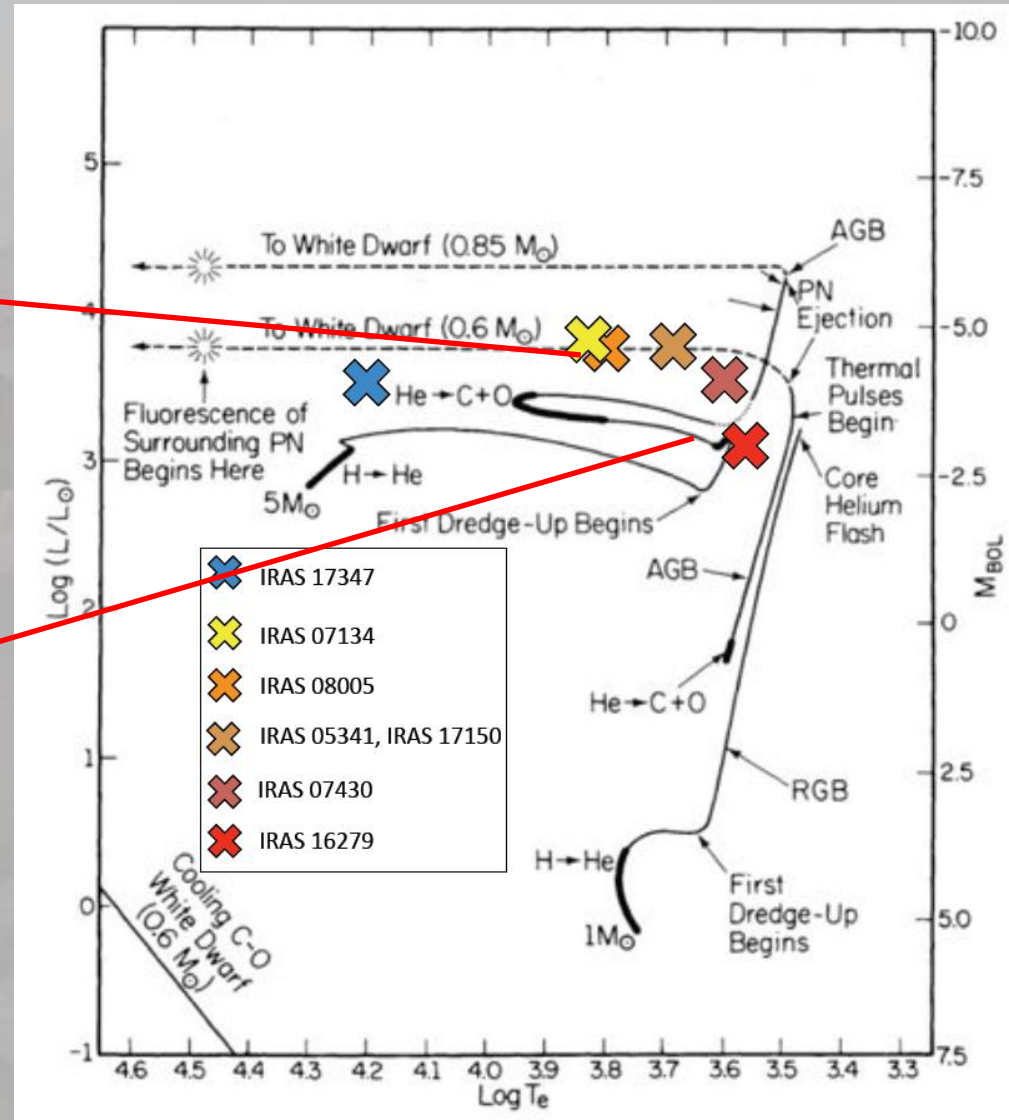 -10.0
5
-7.5
To White Dwarf (0.85 M⊙)
AGB
PN
Ejection
4
To White Dwarf (0.6 M⊙)
-5.0
Thermal
Pulses
Begin
He→C+O
Fluorescence of
Surrounding PN
Begins Here
3
H→He
5M⊙
-2.5
Core
Helium
Flash
First Dredge-Up Begins
Log (L/L⊙)
MBOL
AGB
2
0
He→C+O
IRAS 17347
IRAS 07134
IRAS 08005
IRAS 05341, IRAS 17150
IRAS 07430
IRAS 16279
1
2.5
RGB
H→He
First
Dredge-Up
Begins
1M⊙
0
5.0
Cooling C-O
White Dwarf
(0.6 M⊙)
-1
7.5
4.6 4.5 4.4 4.3 4.2 4.1 4.0 3.9 3.8 3.7 3.6 3.5 3.4 3.3
Log Te